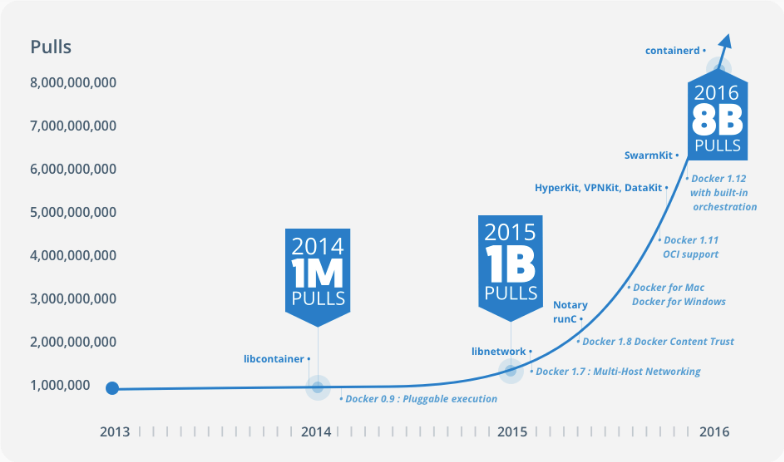 Pulls
8,000,000,000
7,000,000,000
6,000,000,000
5,000,000,000
4,000,000,000
3,000,000,000
2,000,000,000
1,000,000
2013
2014
2015
2016
2014
1M
PULLS
libcontainer
Docker 0.9 : Pluggable execution
2015
1B
PULLS
libnetwork
Docker 1.7 : Multi-Host Networking
Notary
runC
Docker 1.8 Docker Content Trust
Docker for Mac
Docker for Windows
Docker 1.11
OCI support
HyperKit, VPNKit, DataKit
SwarmKit
Docker 1.12
with built-in
orchestration
containerd
2016
8B
PULLS